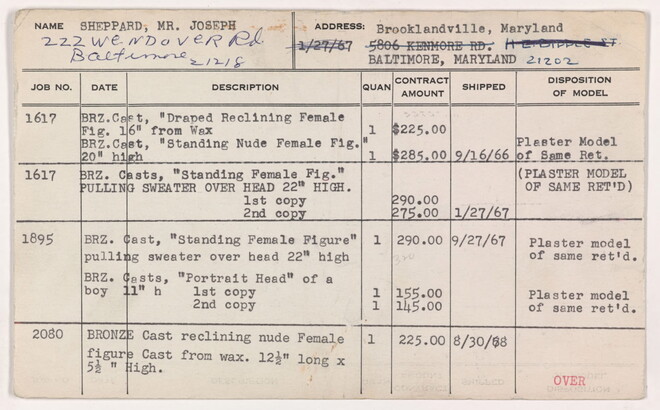 NAME SHEPPARD, MR. JOSEPH ADDRESS: Brooklandville, Maryland
222 WENDOVER Rd. 1/27/67 5806 KENMORE RD. 11 E. BIDDLE ST.
Baltimore 21218 BALTIMORE, MARYLAND 21202
JOB NO. DATE DESCRIPTION QUAN CONTRACT AMOUNT SHIPPED DISPOSITION OF MODEL
1617 BRZ.Cast, "Draped Reclining Female
Fig. 16" from Wax 1 $225.00
BRZ.Cast, "Standing Nude Female Fig." Plaster Model
20" high 1 $285.00 9/16/66 of Same Ret.
1617 BRZ. Casts, "Standing Female Fig." (PLASTER MODEL
PULLING SWEATER OVER HEAD 22" HIGH. OF SAME RET'D)
1st copy 290.00
2nd copy 275.00 1/27/67
1895 BRZ. Cast, "Standing Female Figure" 1 290.00 9/27/67 Plaster model
pulling sweater over head 22" high of same ret'd.
BRZ. Casts, "Portrait Head" of a
boy 11" h 1st copy 1 155.00 Plaster model
2nd copy 1 145.00 of same ret'd.
2080 BRONZE Cast reclining nude Female 1 225.00 8/30/68
figure Cast from wax. 12½" long x
5½ " High.
OVER